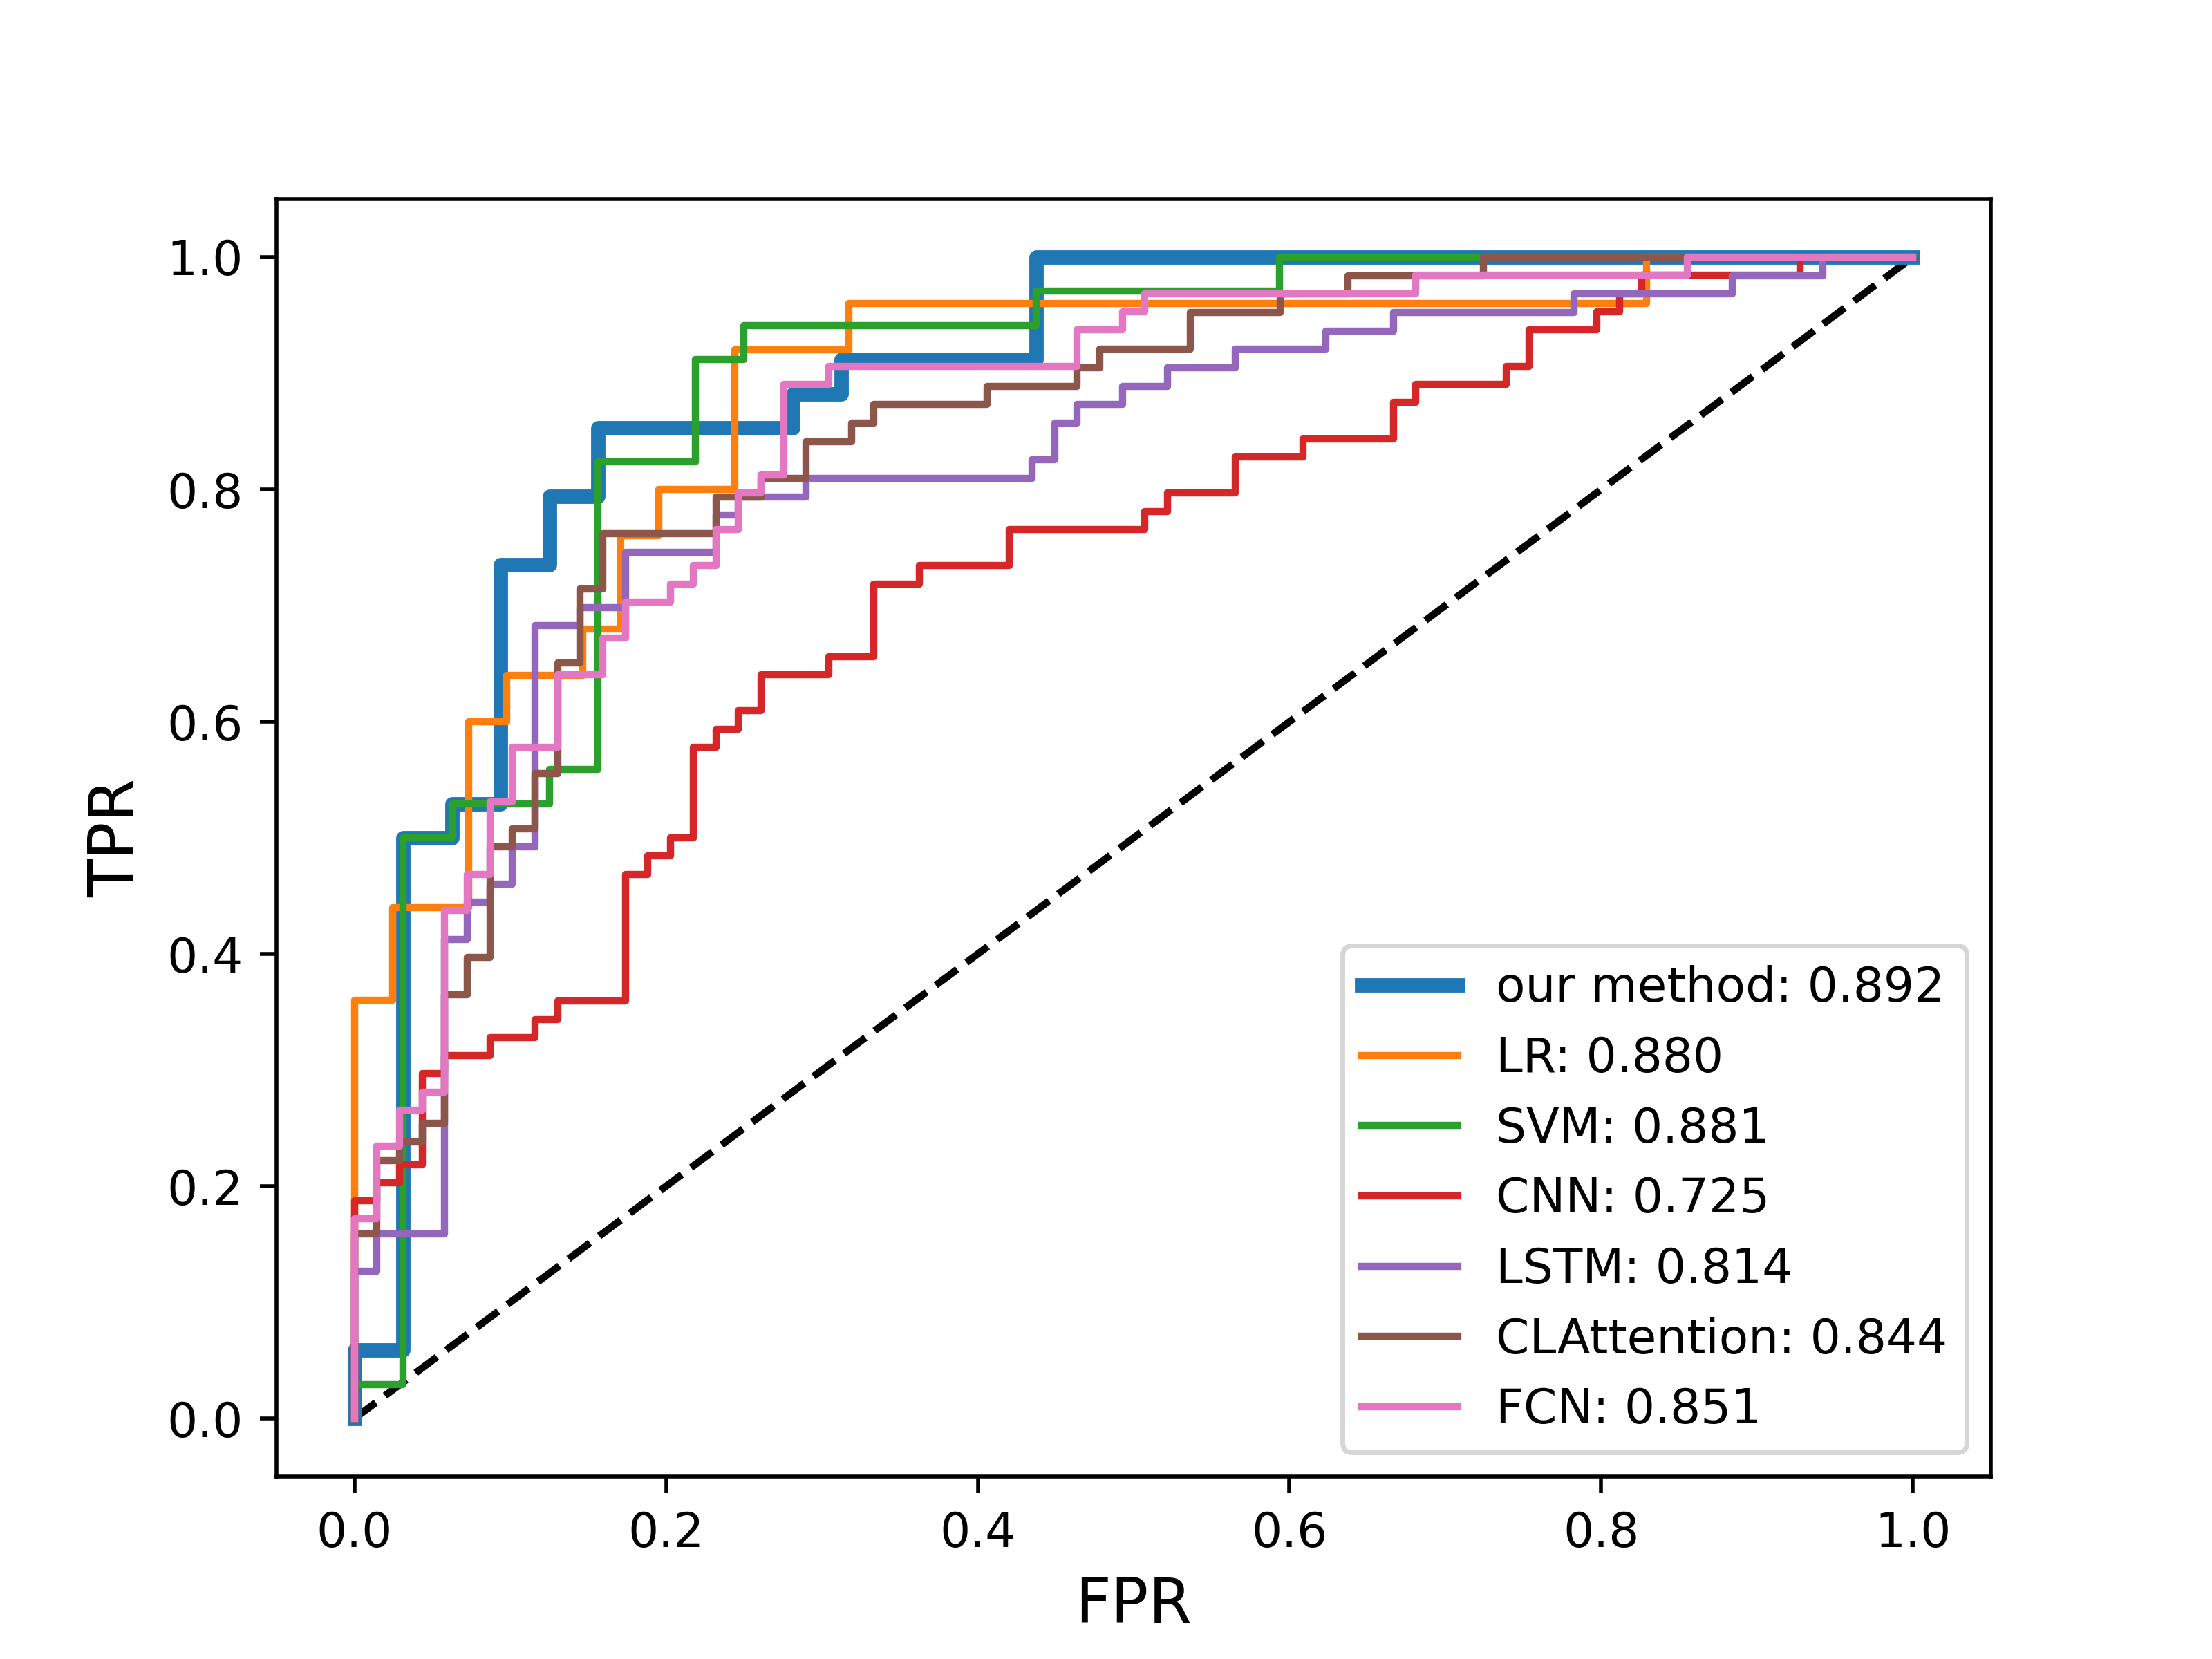 1.0
0.8
0.6
0.4
0.2
0.0
TPR
0.0 0.2 0.4 0.6 0.8 1.0
FPR
our method: 0.892
LR: 0.880
SVM: 0.881
CNN: 0.725
LSTM: 0.814
CLAttention: 0.844
FCN: 0.851